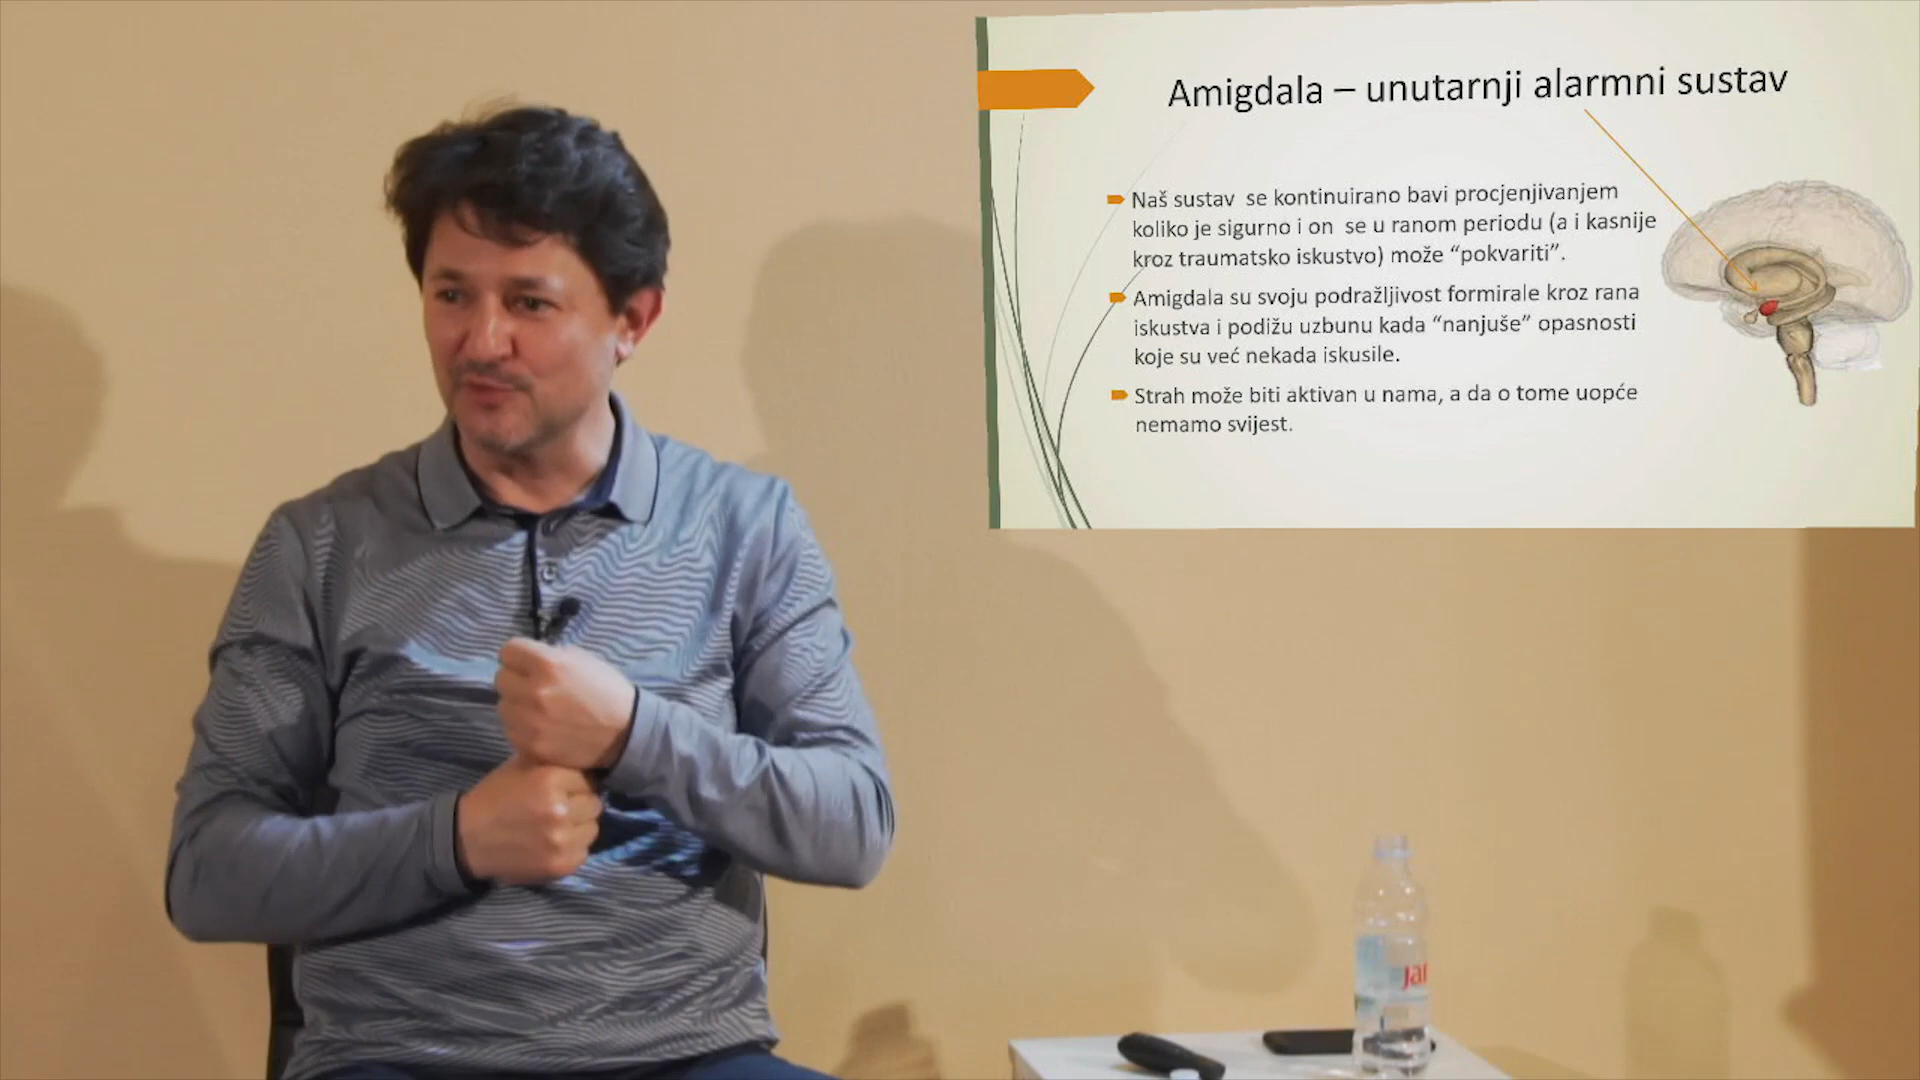 Amigdala – unutarnji alarmni sustav
Naš sustav se kontinuirano bavi procjenjivanjem
koliko je sigurno i on se u ranom periodu (a i kasnije
kroz traumatsko iskustvo) može “pokvariti”.
Amigdala su svoju podražljivost formirale kroz rana
iskustva i podižu uzbunu kada “nanjuše” opasnosti
koje su već nekada iskusile.
Strah može biti aktivan u nama, a da o tome uopće
nemamo svijest.